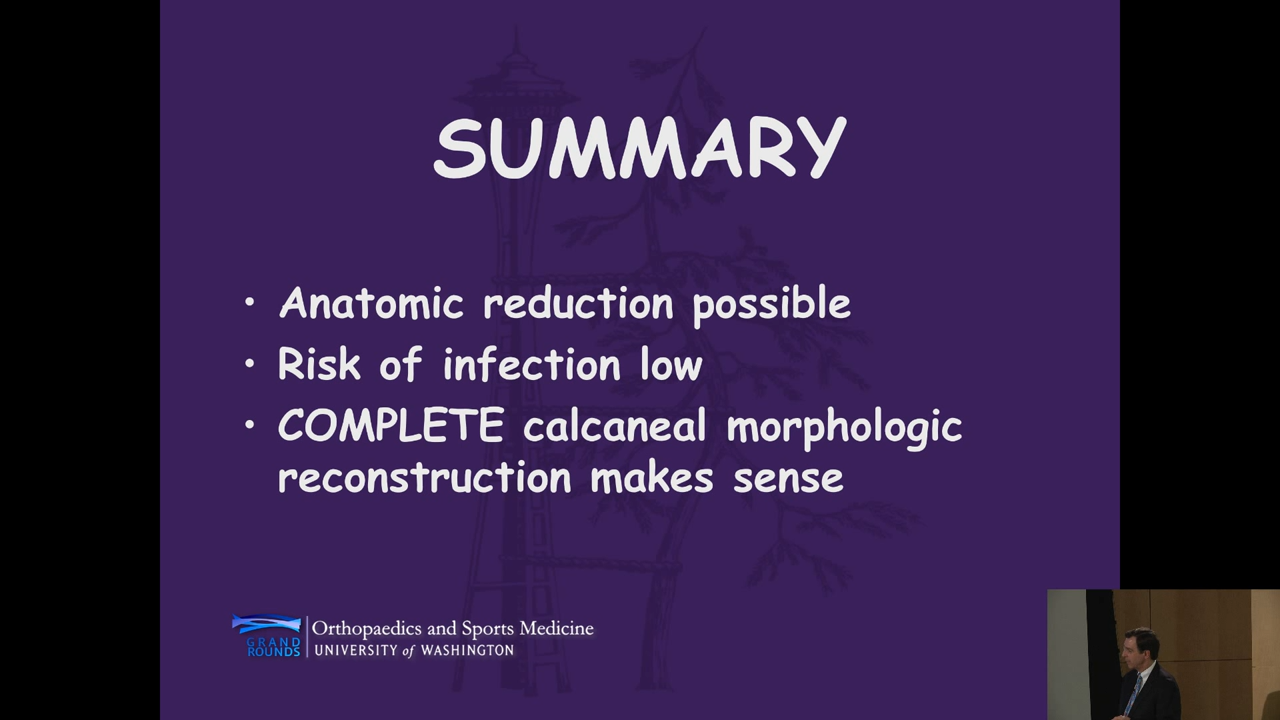 SUMMARY
• Anatomic reduction possible
• Risk of infection low
• COMPLETE calcaneal morphologic
reconstruction makes sense
GRAND
ROUNDS
Orthopaedics and Sports Medicine
UNIVERSITY of WASHINGTON